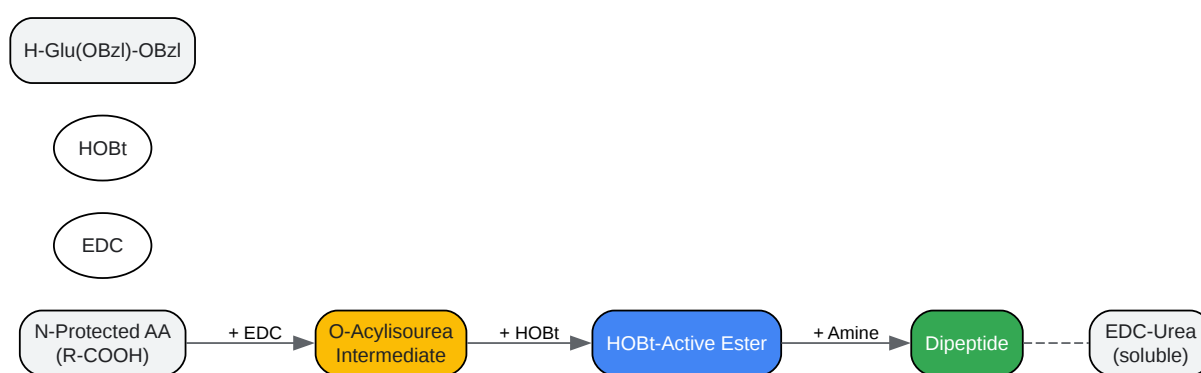 H-Glu(OBzl)-OBzl
HOBt
EDC
N-Protected AA
(R-COOH)
+ EDC
O-Acylisourea
Intermediate
+ HOBt
HOBt-Active Ester
+ Amine
Dipeptide
EDC-Urea
(soluble)